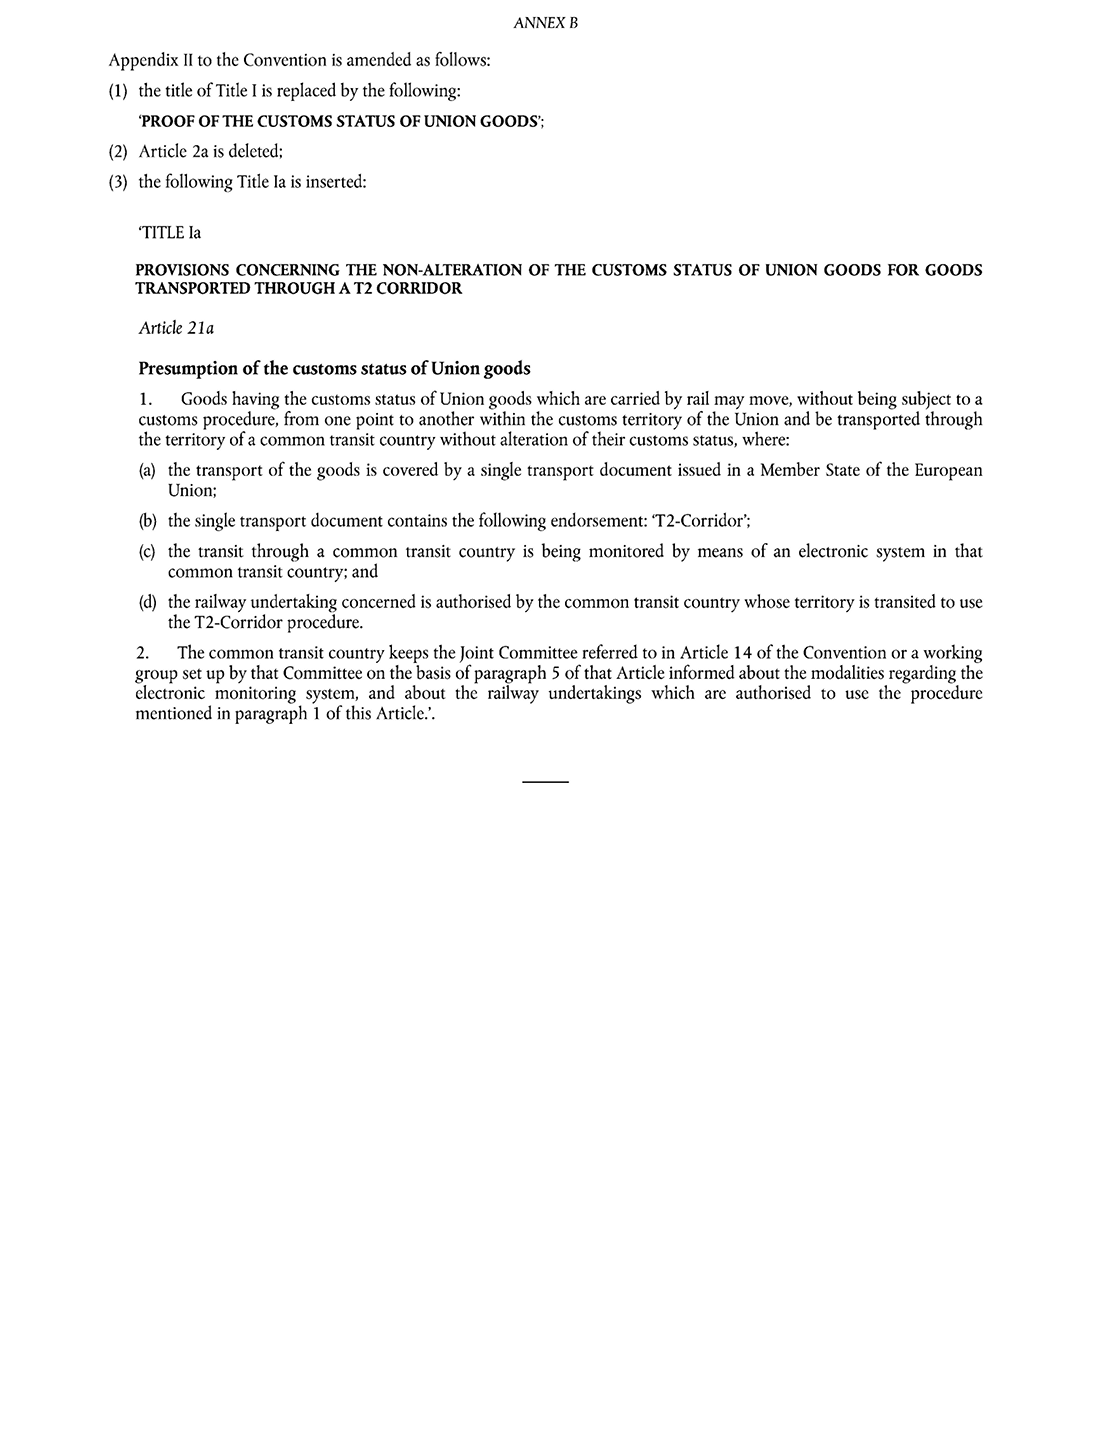 ANNEX B
Appendix II to the Convention is amended as follows:
(1) the title of Title I is replaced by the following:
‘PROOF OF THE CUSTOMS STATUS OF UNION GOODS’;
(2) Article 2a is deleted;
(3) the following Title Ia is inserted:
‘TITLE Ia
PROVISIONS CONCERNING THE NON-ALTERATION OF THE CUSTOMS STATUS OF UNION GOODS FOR GOODS
TRANSPORTED THROUGH A T2 CORRIDOR
Article 21a
Presumption of the customs status of Union goods
1. Goods having the customs status of Union goods which are carried by rail may move, without being subject to a
customs procedure, from one point to another within the customs territory of the Union and be transported through
the territory of a common transit country without alteration of their customs status, where:
(a) the transport of the goods is covered by a single transport document issued in a Member State of the European
Union;
(b) the single transport document contains the following endorsement: ‘T2-Corridor’;
(c) the transit through a common transit country is being monitored by means of an electronic system in that
common transit country; and
(d) the railway undertaking concerned is authorised by the common transit country whose territory is transited to use
the T2-Corridor procedure.
2. The common transit country keeps the Joint Committee referred to in Article 14 of the Convention or a working
group set up by that Committee on the basis of paragraph 5 of that Article informed about the modalities regarding the
electronic monitoring system, and about the railway undertakings which are authorised to use the procedure
mentioned in paragraph 1 of this Article.’.